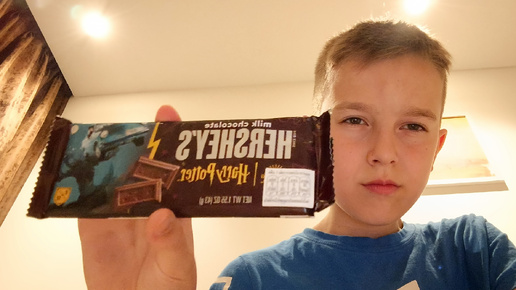 milk chocolate
HERSHEY'S
Harry Potter
NET WT 1.55 OZ (43 g)